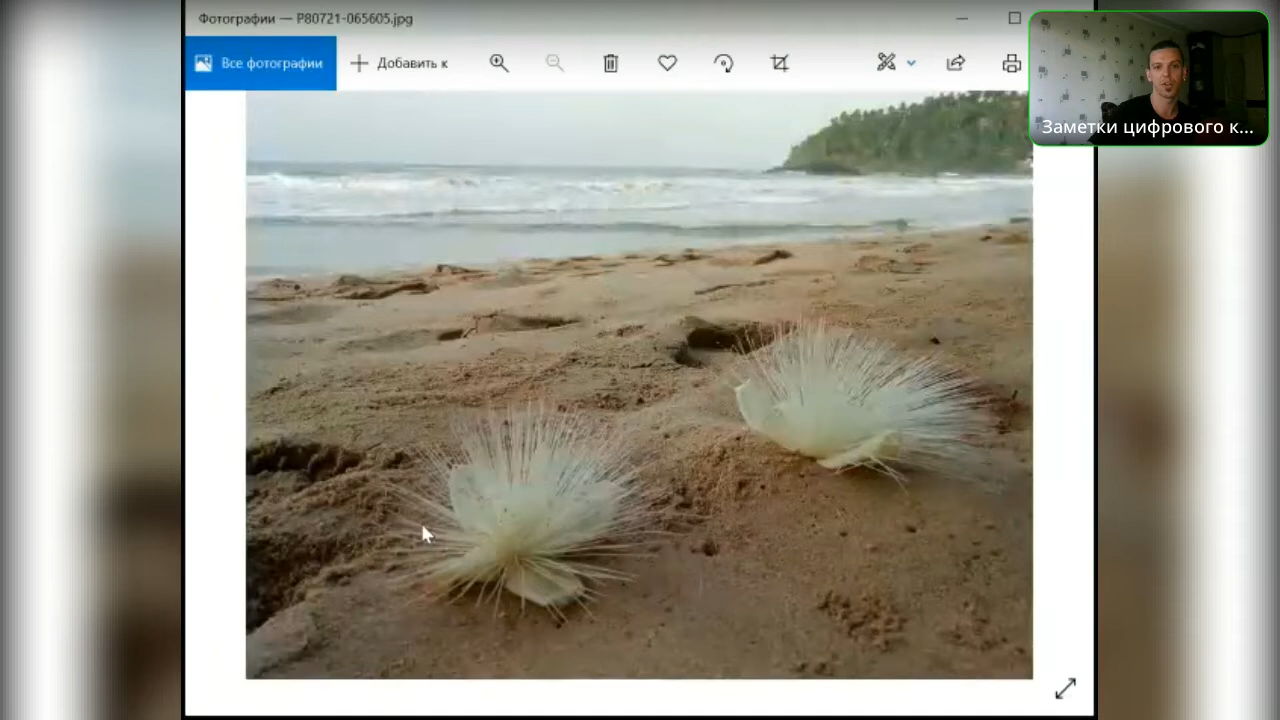 Фотографии — P80721-065605.jpg
Все фотографии
Добавить к
Заметки цифрового к...